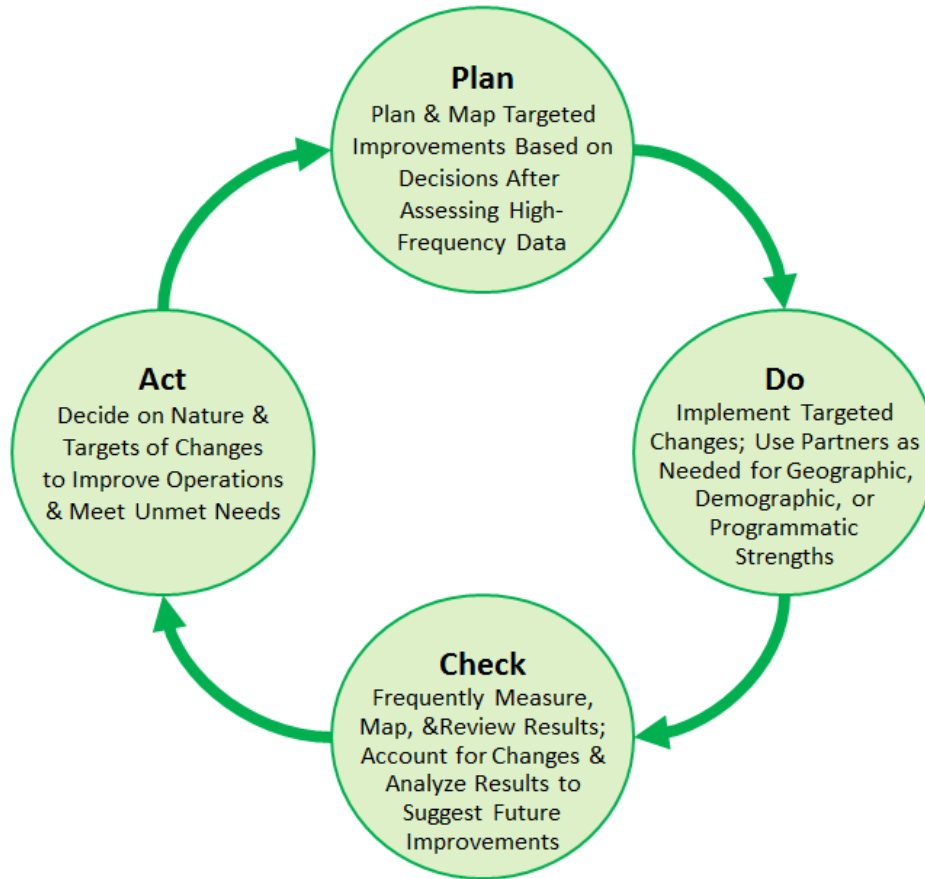 Plan
Plan & Map Targeted
Improvements Based on
Decisions After
Assessing High-
Frequency Data
Do
Implement Targeted
Changes; Use Partners as
Needed for Geographic,
Demographic, or
Programmatic
Strengths
Check
Frequently Measure,
Map, &Review Results;
Account for Changes &
Analyze Results to
Suggest Future
Improvements
Act
Decide on Nature &
Targets of Changes
to Improve Operations
& Meet Unmet Needs